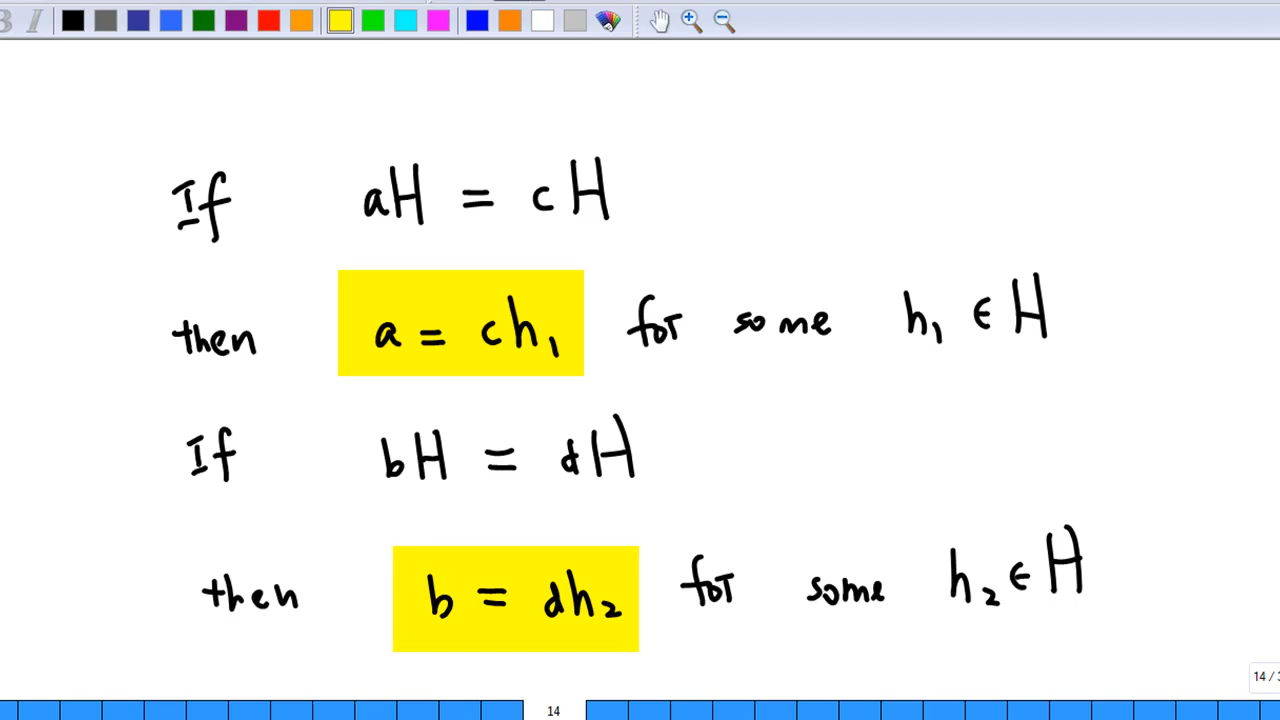 If aH = cH
then a = ch₁ for some h₁ ∈ H
If bH = dH
then b = dh₂ for some h₂ ∈ H
14